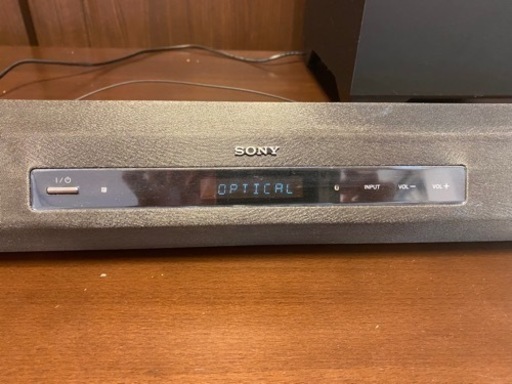 SONY
I/⏻
OPTICAL
INPUT
VOL −
VOL +